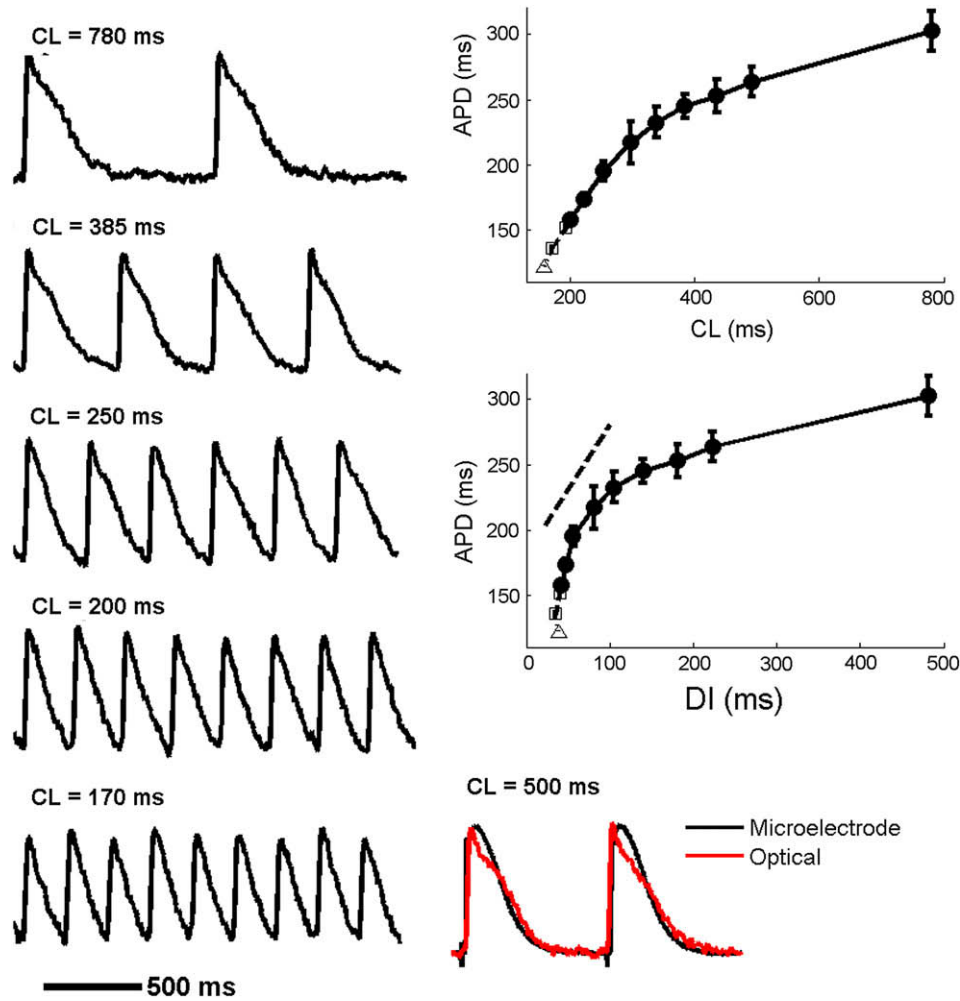 CL = 780 ms
CL = 385 ms
CL = 250 ms
CL = 200 ms
CL = 170 ms
500 ms
APD (ms)
300
250
200
150
200
400
600
800
CL (ms)
APD (ms)
300
250
200
150
0
100
200
300
400
500
DI (ms)
CL = 500 ms
Microelectrode
Optical